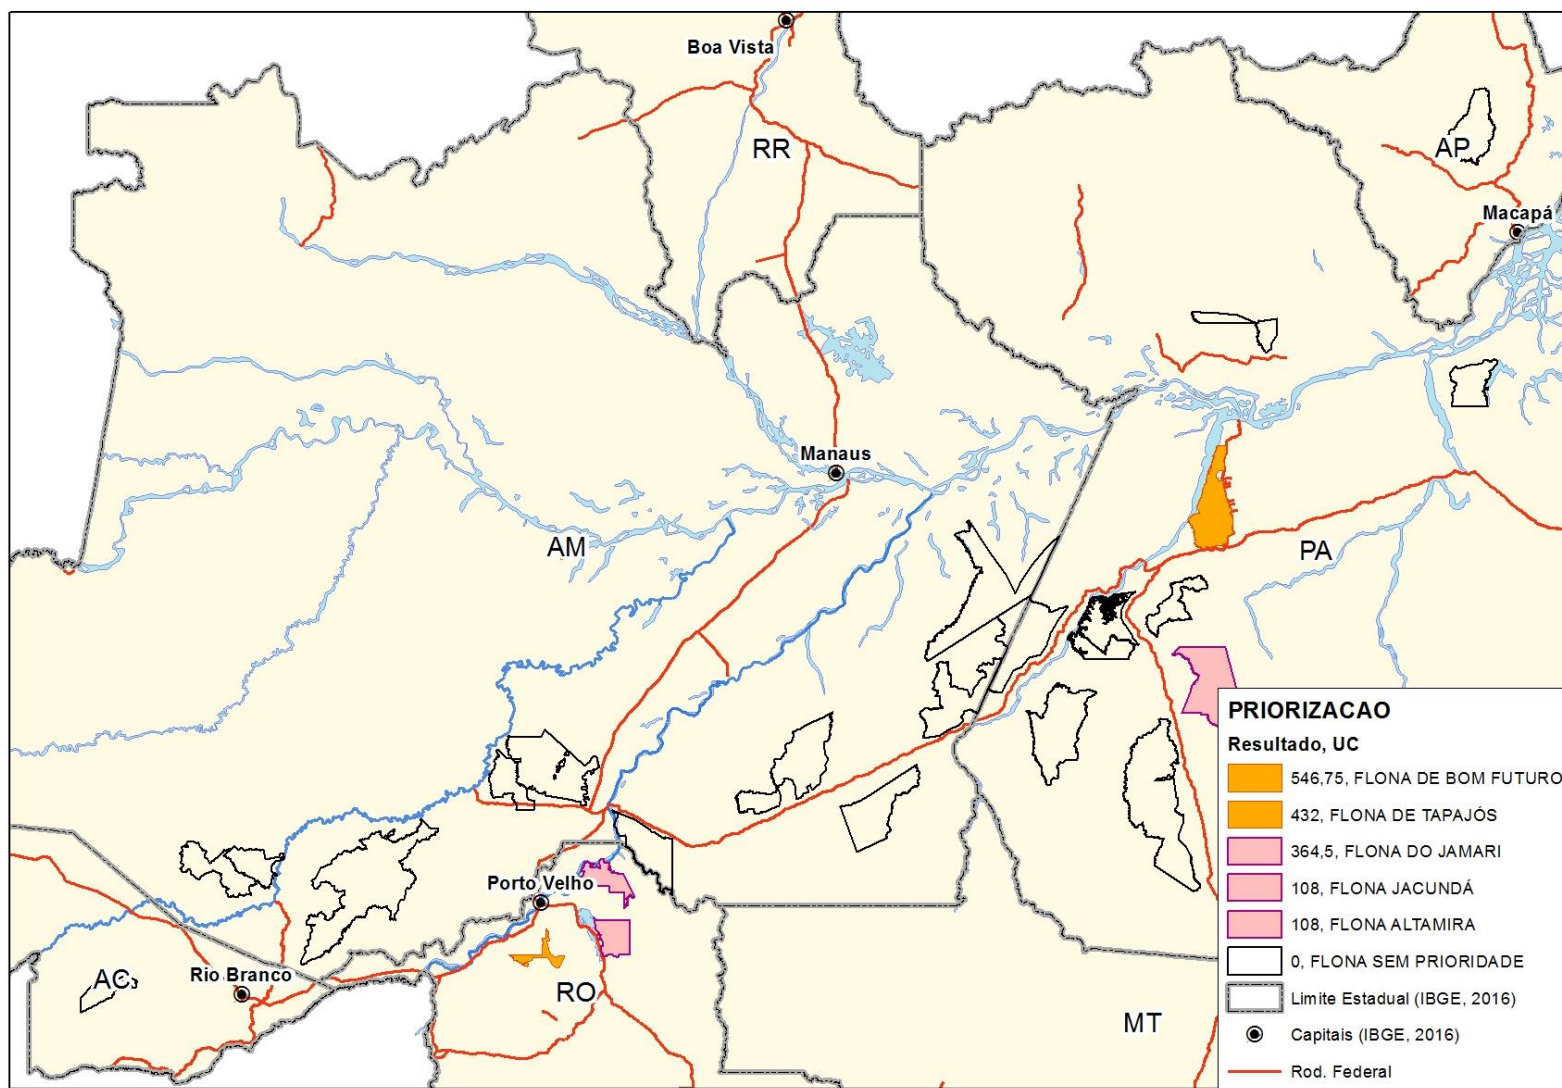 Boa Vista
RR
AP
Macapá
Manaus
AM
PA
Porto Velho
AC
Rio Branco
RO
MT
PRIORIZACAO
Resultado, UC
546,75, FLONA DE BOM FUTURO
432, FLONA DE TAPAJÓS
364,5, FLONA DO JAMARI
108, FLONA JACUNDÁ
108, FLONA ALTAMIRA
0, FLONA SEM PRIORIDADE
Limite Estadual (IBGE, 2016)
Capitais (IBGE, 2016)
Rod. Federal